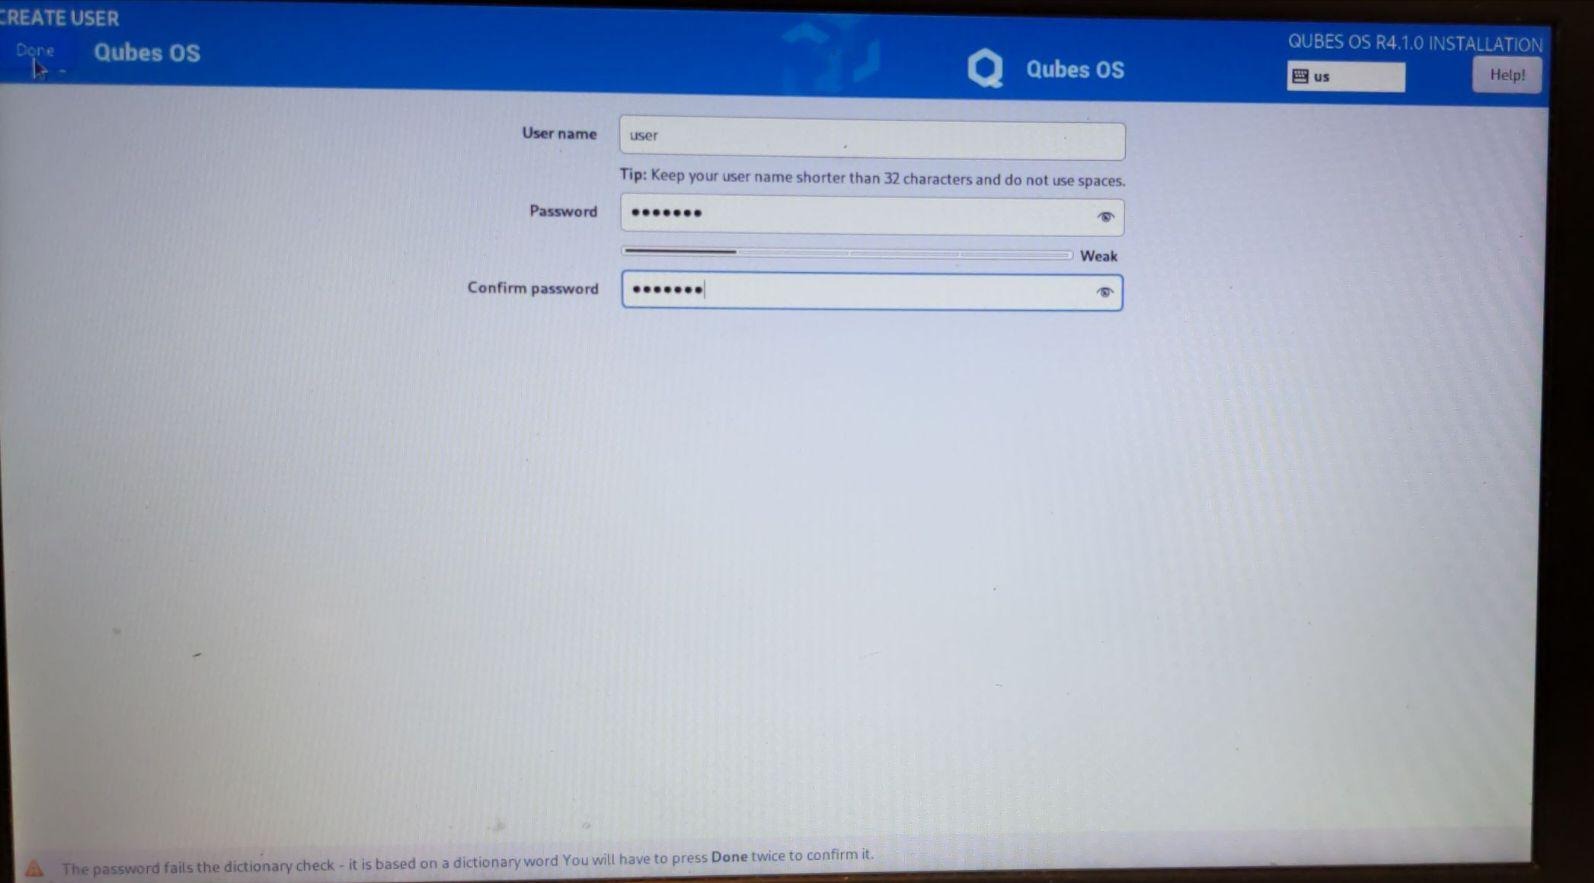 CREATE USER
Done
Qubes OS
Qubes OS
QUBES OS R4.1.0 INSTALLATION
us
Help!
User name
user
Tip: Keep your user name shorter than 32 characters and do not use spaces.
Password
•••••••
Weak
Confirm password
•••••••
The password fails the dictionary check - it is based on a dictionary word You will have to press Done twice to confirm it.